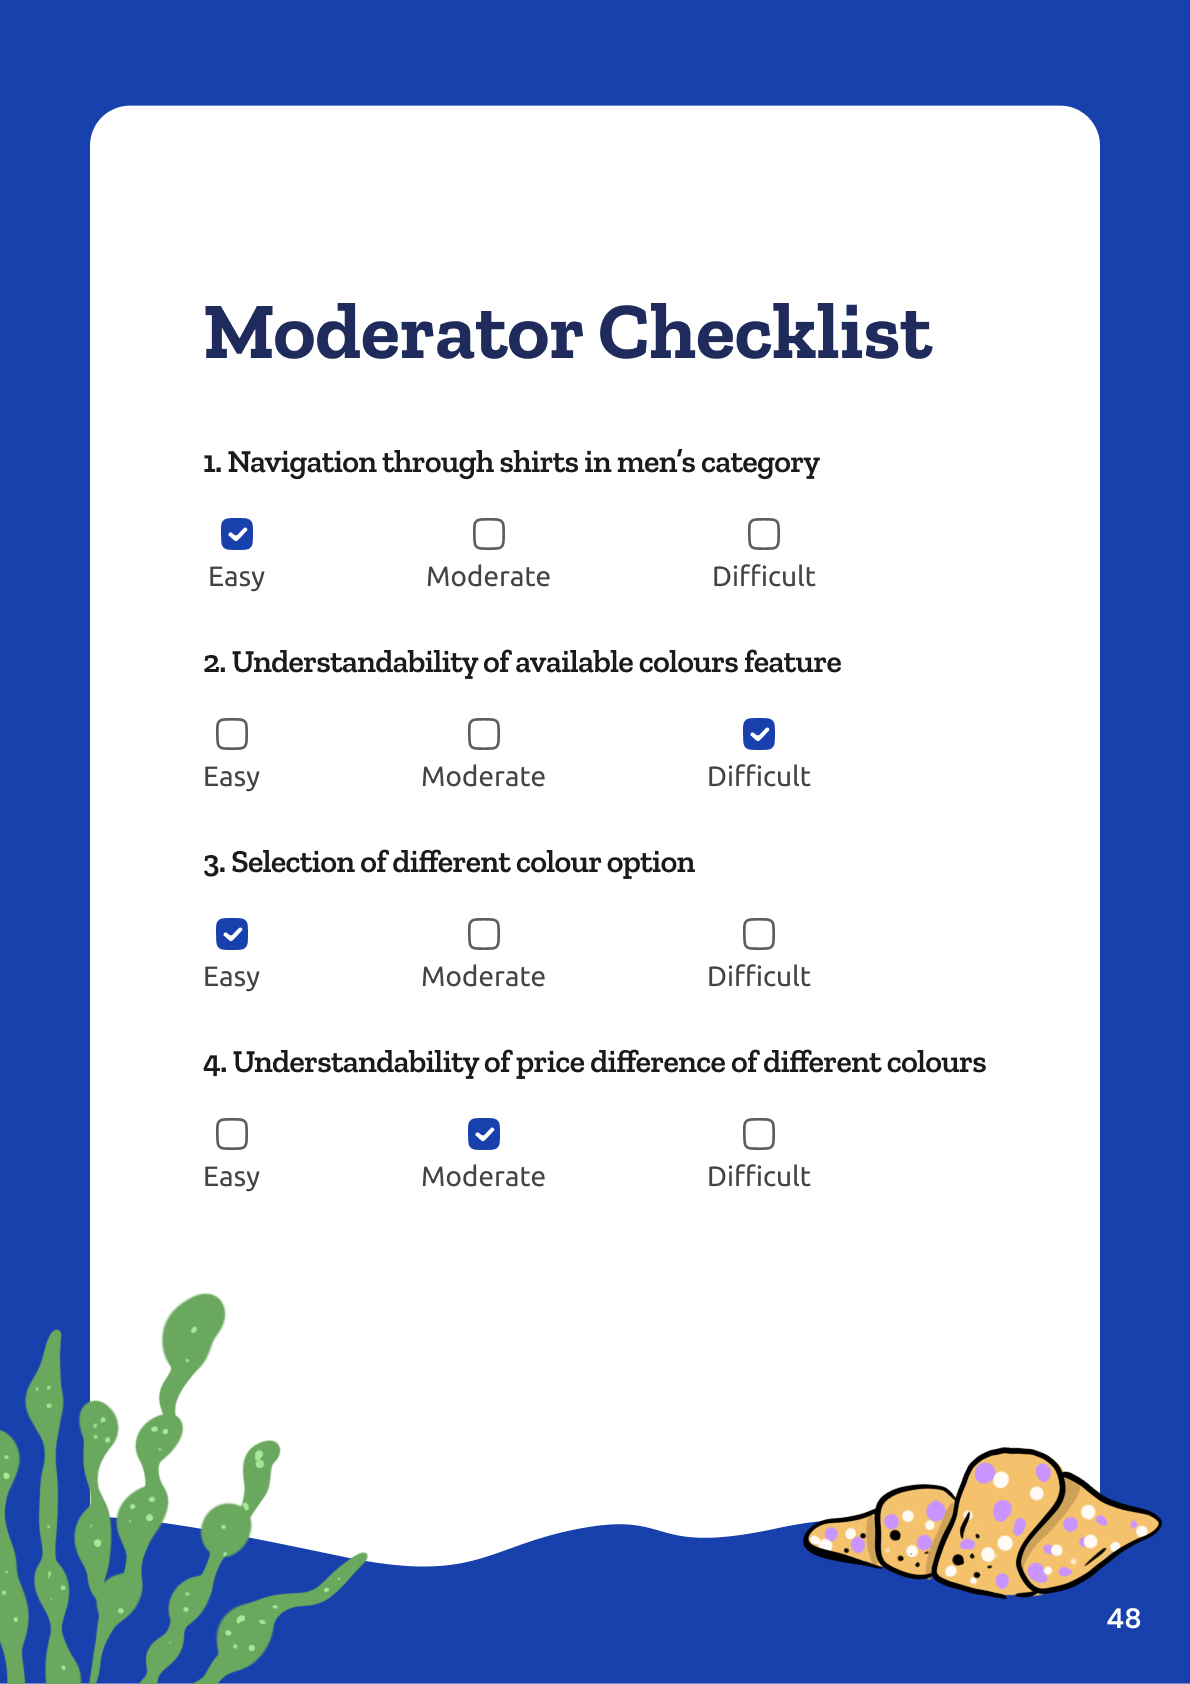 Moderator Checklist
1. Navigation through shirts in men's category
Easy Moderate Difficult
2. Understandability of available colours feature
Easy Moderate Difficult
3. Selection of different colour option
Easy Moderate Difficult
4. Understandability of price difference of different colours
Easy Moderate Difficult
48